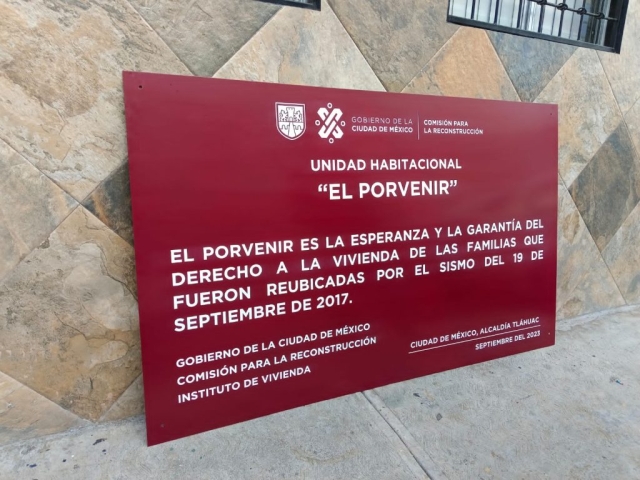 GOBIERNO DE LA
CIUDAD DE MÉXICO
COMISIÓN PARA
LA RECONSTRUCCIÓN
UNIDAD HABITACIONAL
“EL PORVENIR”
EL PORVENIR ES LA ESPERANZA Y LA GARANTÍA DEL
DERECHO A LA VIVIENDA DE LAS FAMILIAS QUE
FUERON REUBICADAS POR EL SISMO DEL 19 DE
SEPTIEMBRE DE 2017.
GOBIERNO DE LA CIUDAD DE MÉXICO
COMISIÓN PARA LA RECONSTRUCCIÓN
INSTITUTO DE VIVIENDA
CIUDAD DE MÉXICO, ALCALDÍA TLÁHUAC
SEPTIEMBRE DEL 2023